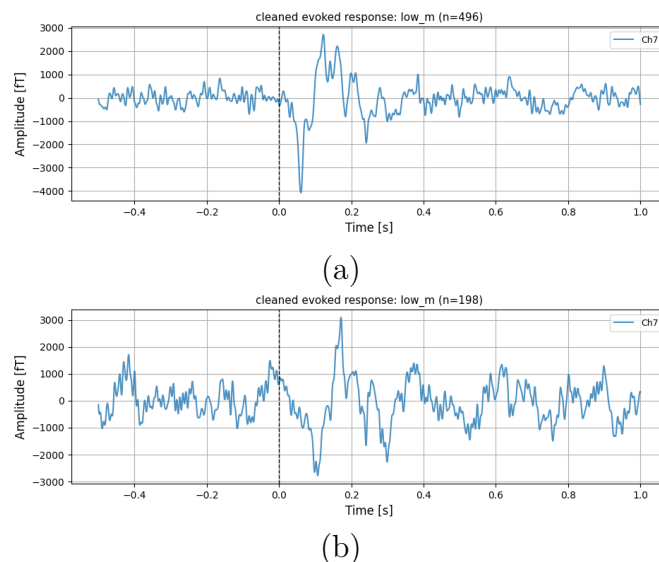 cleaned evoked response: low_m (n=496)
3000
2000
1000
0
−1000
−2000
−3000
−4000
Amplitude [fT]
Ch7
−0.4 −0.2 0.0 0.2 0.4 0.6 0.8 1.0
Time [s]
(a)
cleaned evoked response: low_m (n=198)
3000
2000
1000
0
−1000
−2000
−3000
Amplitude [fT]
Ch7
−0.4 −0.2 0.0 0.2 0.4 0.6 0.8 1.0
Time [s]
(b)